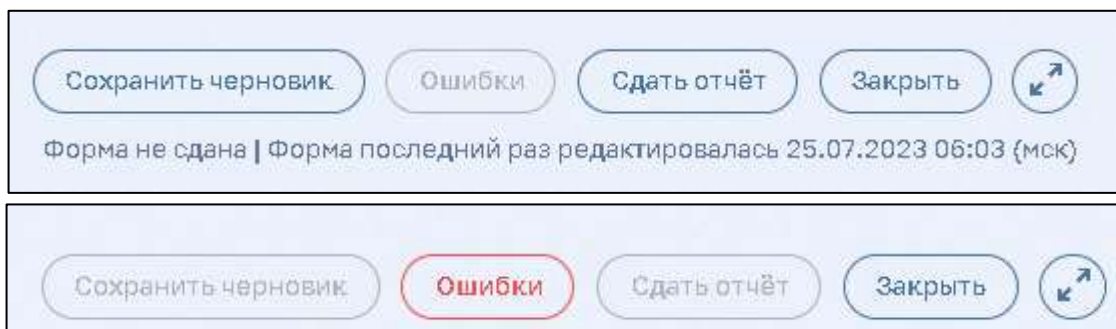 Сохранить черновик Ошибки Сдать отчёт Закрыть
Форма не сдана | Форма последний раз редактировалась 25.07.2023 06:03 (мск)
Сохранить черновик Ошибки Сдать отчёт Закрыть